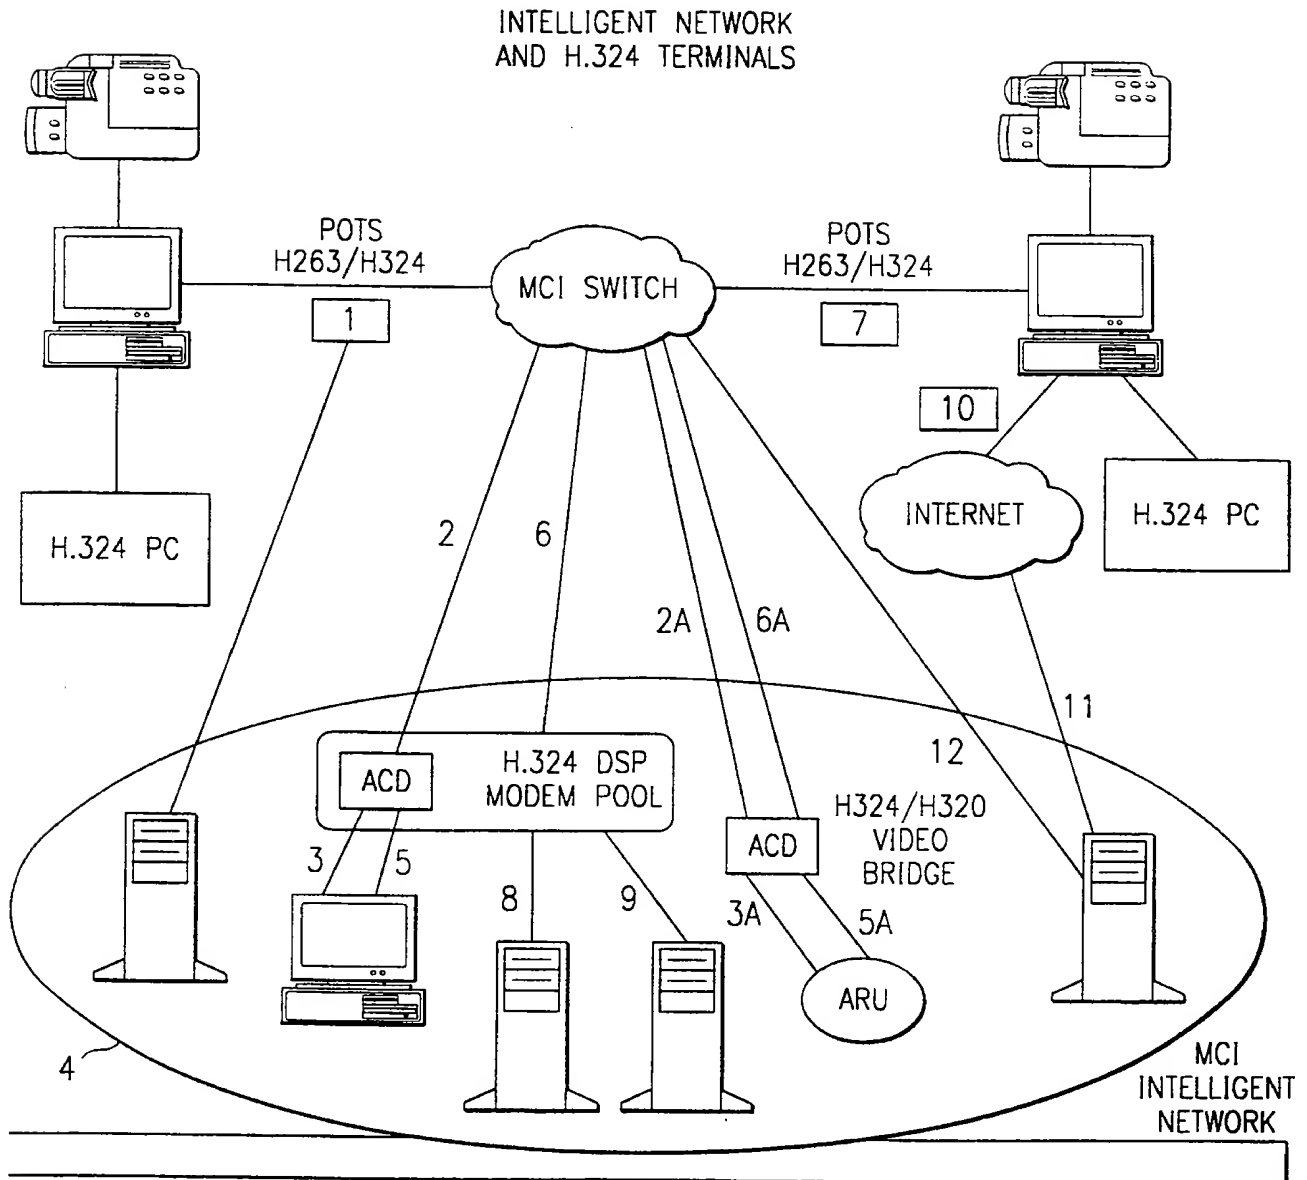 INTELLIGENT NETWORK
AND H.324 TERMINALS
POTS
H263/H324
1
MCI SWITCH
POTS
H263/H324
7
10
H.324 PC
INTERNET
H.324 PC
2
6
2A
6A
11
12
ACD
H.324 DSP
MODEM POOL
ACD
H324/H320
VIDEO
BRIDGE
3
5
8
9
3A
5A
ARU
4
MCI
INTELLIGENT
NETWORK